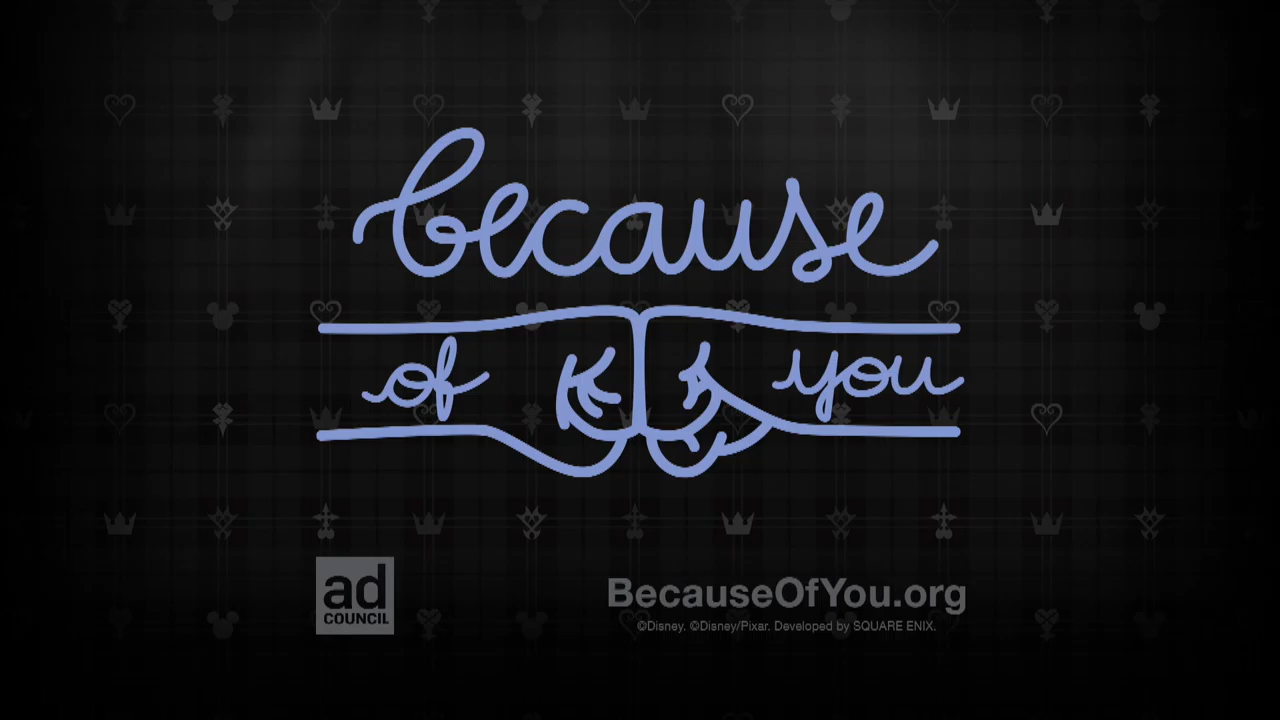 because
of you
ad
COUNCIL
BecauseOfYou.org
©Disney. ©Disney/Pixar. Developed by SQUARE ENIX.